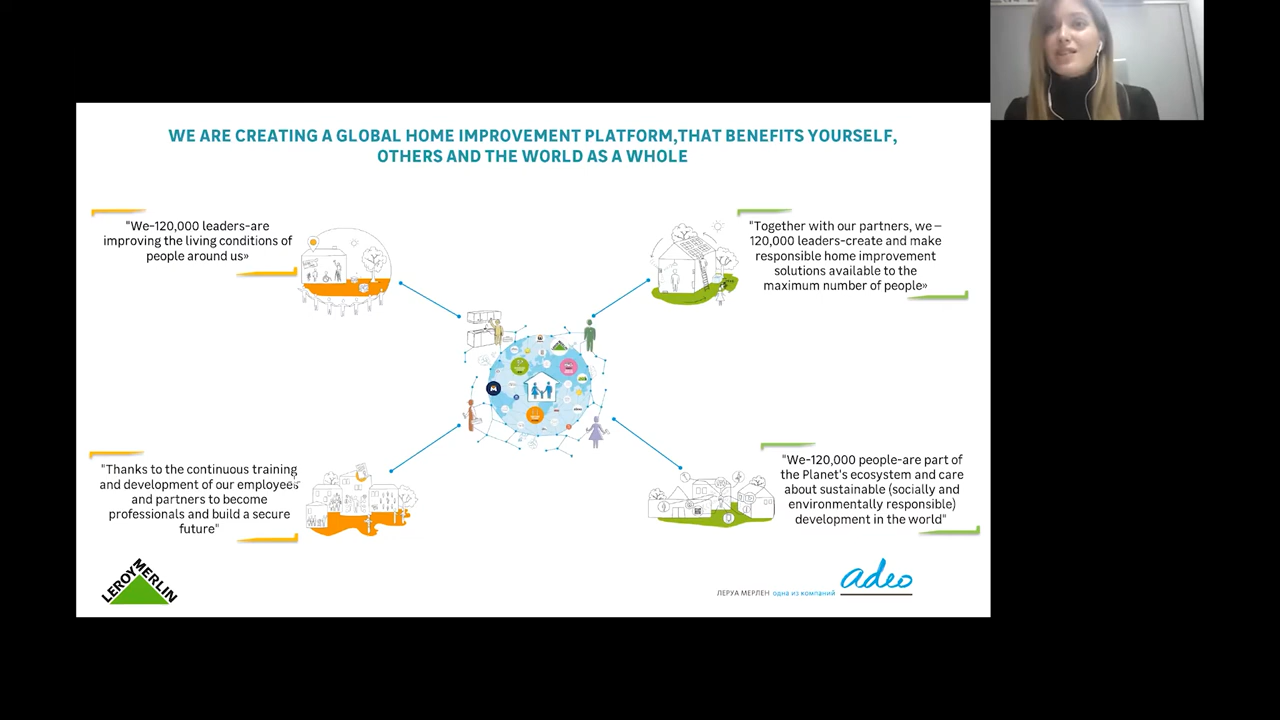 WE ARE CREATING A GLOBAL HOME IMPROVEMENT PLATFORM,THAT BENEFITS YOURSELF,
OTHERS AND THE WORLD AS A WHOLE
"We-120,000 leaders-are
improving the living conditions of
people around us»
"Together with our partners, we –
120,000 leaders-create and make
responsible home improvement
solutions available to the
maximum number of people»
"Thanks to the continuous training
and development of our employees
and partners to become
professionals and build a secure
future"
"We-120,000 people-are part of
the Planet's ecosystem and care
about sustainable (socially and
environmentally responsible)
development in the world"
LEROY MERLIN
ЛЕРУА МЕРЛЕН одна из компаний
adeo